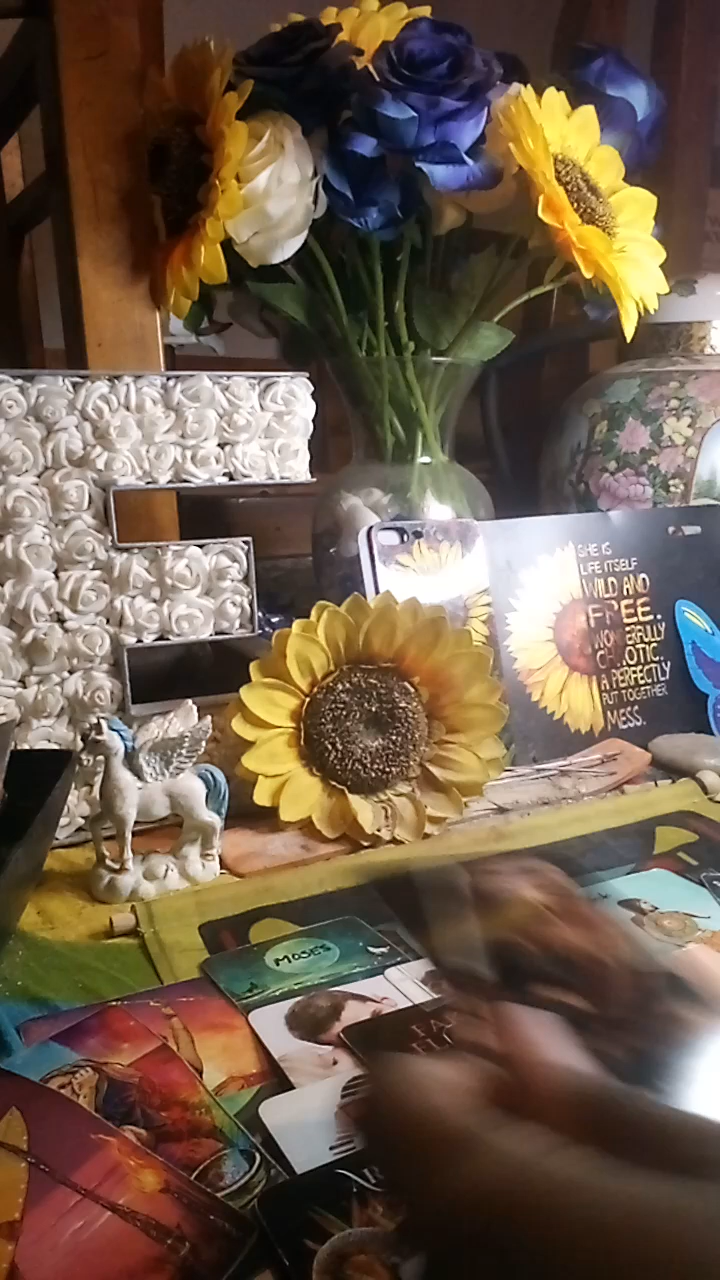 SHE IS
LIFE ITSELF
WILD AND
FREE.
WONDERFULLY
CHAOTIC.
A PERFECTLY
PUT TOGETHER
MESS.
MOSES